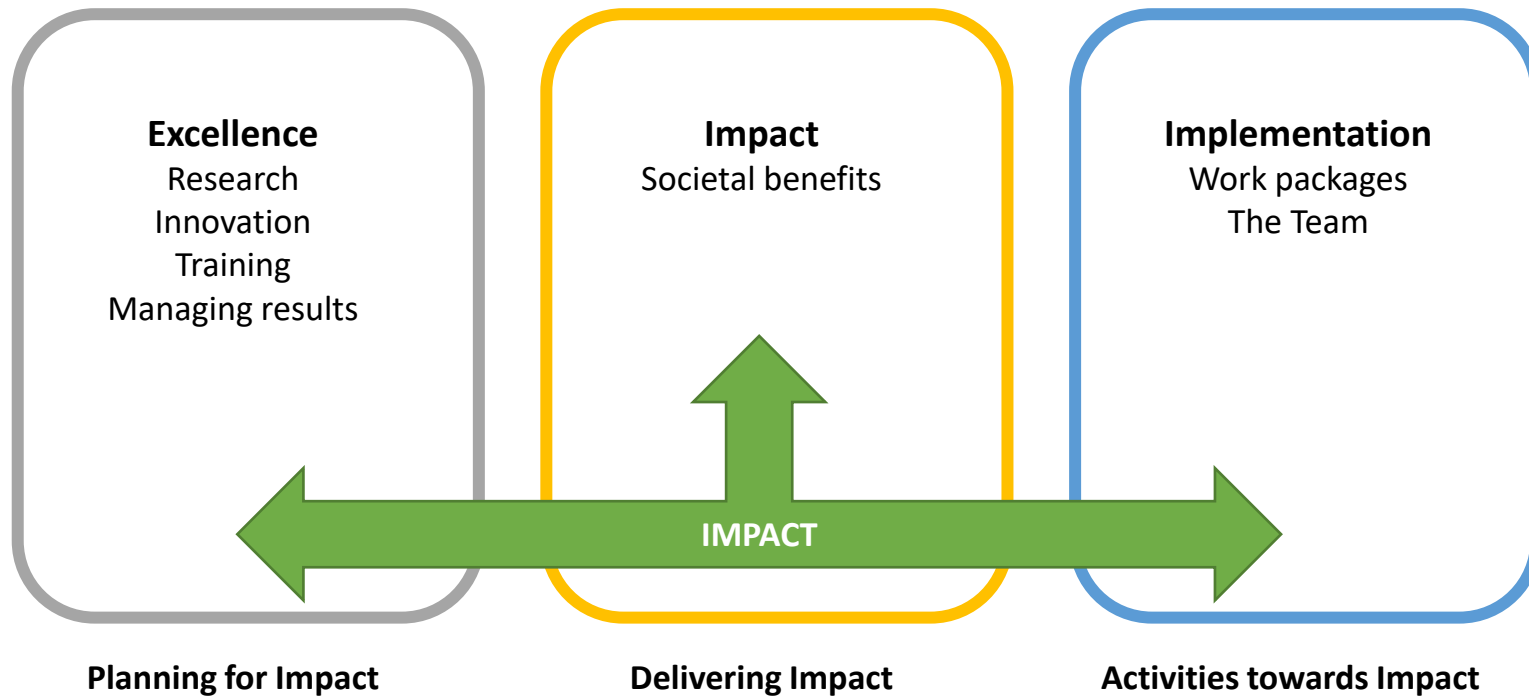 Excellence
Research
Innovation
Training
Managing results
Impact
Societal benefits
Implementation
Work packages
The Team
IMPACT
Planning for Impact
Delivering Impact
Activities towards Impact